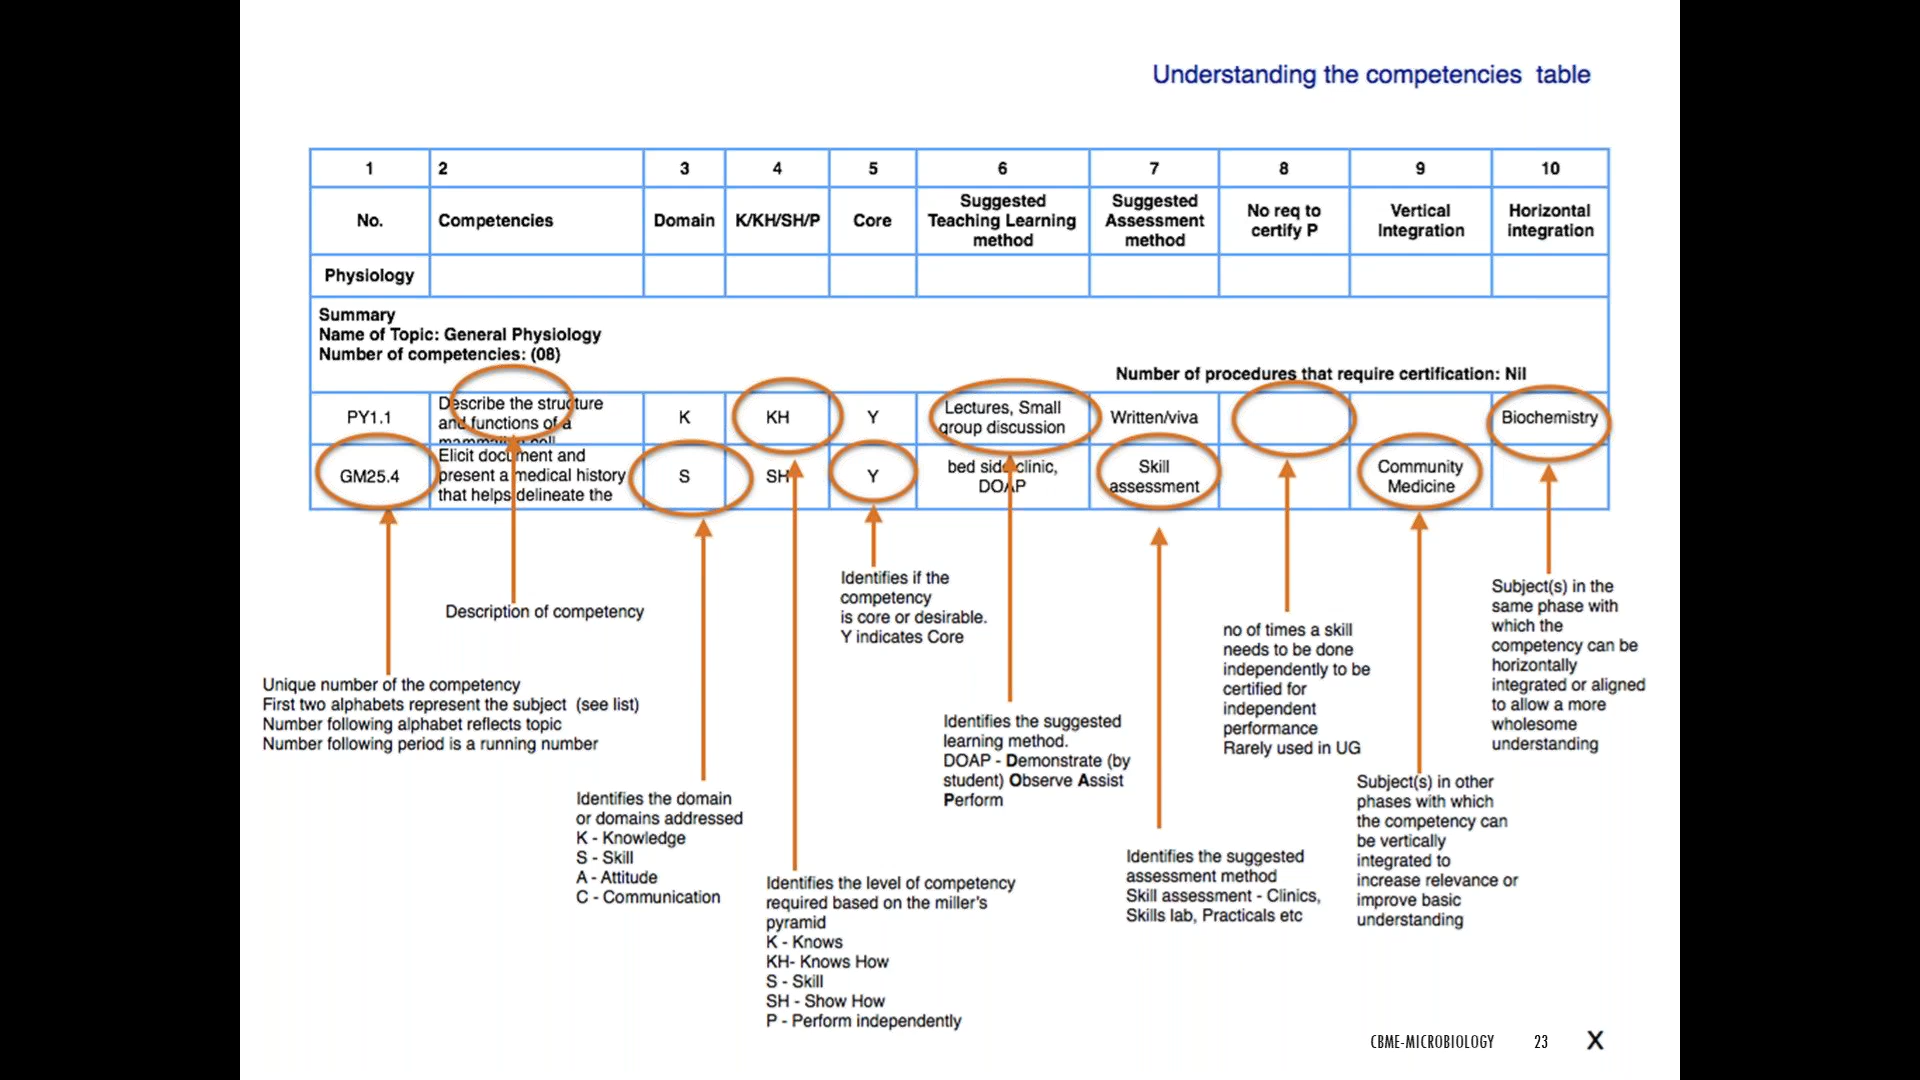 Understanding the competencies  table
1 2 3 4 5 6 7 8 9 10
No. Competencies Domain K/KH/SH/P Core Suggested Teaching Learning method Suggested Assessment method No req to certify P Vertical Integration Horizontal integration
Physiology
Summary
Name of Topic: General Physiology
Number of competencies: (08)
Number of procedures that require certification: Nil
PY1.1
Describe the structure
and functions of a
mammalian cell
K
KH
Y
Lectures, Small
group discussion
Written/viva
Biochemistry
GM25.4
Elicit document and
present a medical history
that helps delineate the
S
SH
Y
bed side clinic,
DOAP
Skill
assessment
Community
Medicine
Unique number of the competency
First two alphabets represent the subject  (see list)
Number following alphabet reflects topic
Number following period is a running number
Description of competency
Identifies the domain
or domains addressed
K - Knowledge
S - Skill
A - Attitude
C - Communication
Identifies the level of competency
required based on the miller's
pyramid
K - Knows
KH- Knows How
S - Skill
SH - Show How
P - Perform independently
Identifies if the
competency
is core or desirable.
Y indicates Core
Identifies the suggested
learning method.
DOAP - Demonstrate (by
student) Observe Assist
Perform
Identifies the suggested
assessment method
Skill assessment - Clinics,
Skills lab, Practicals etc
no of times a skill
needs to be done
independently to be
certified for
independent
performance
Rarely used in UG
Subject(s) in other
phases with which
the competency can
be vertically
integrated to
increase relevance or
improve basic
understanding
Subject(s) in the
same phase with
which the
competency can be
horizontally
integrated or aligned
to allow a more
wholesome
understanding
CBME-MICROBIOLOGY 23 X